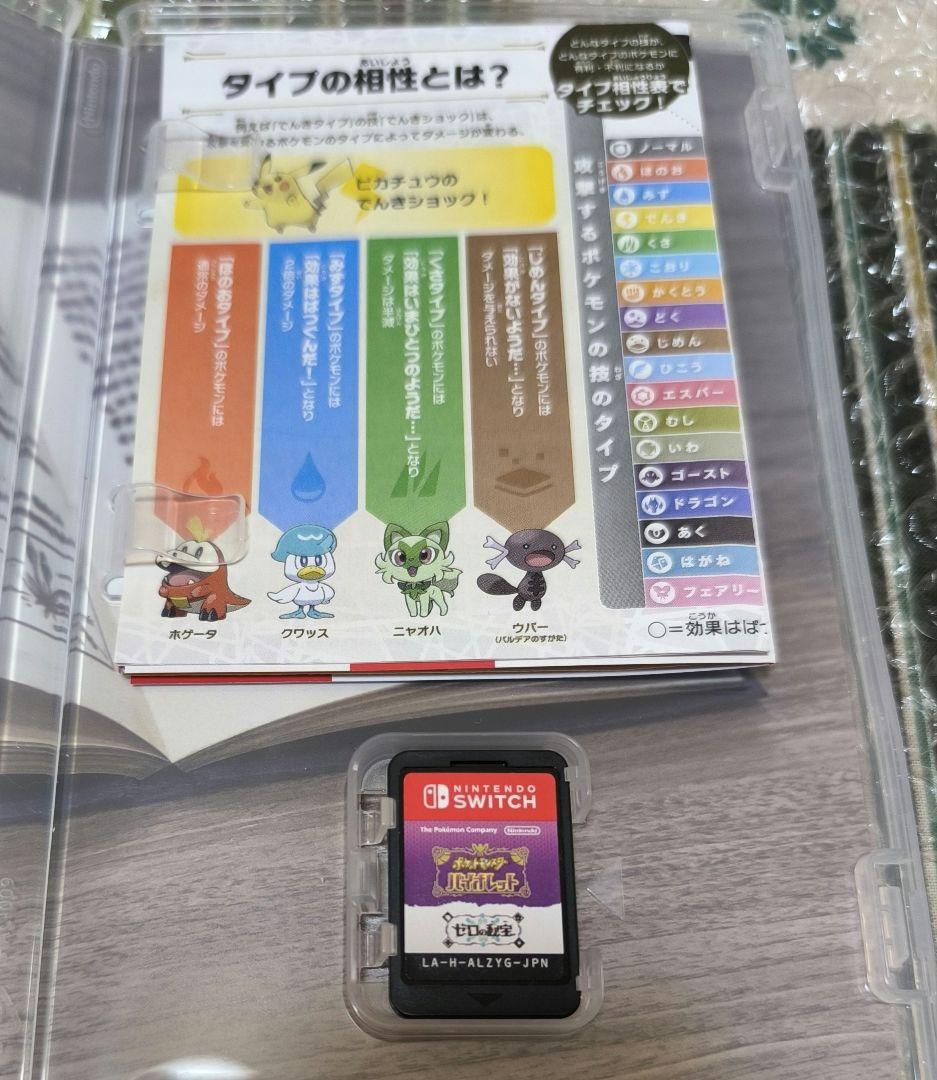 タイプの相性とは？
例えば「でんきタイプ」の技「でんきショック」は、
るポケモンのタイプによってダメージが変わる。
ピカチュウの
でんきショック！
「ほのおタイプ」のポケモンには
通常のダメージ
「みずタイプ」のポケモンには
「効果はばつぐんだ！」となり
2倍のダメージ
「くさタイプ」のポケモンには
「効果はいまひとつのようだ…」となり
ダメージは半減
「じめんタイプ」のポケモンには
「効果がないようだ…」となり
ダメージを与えられない
ホゲータ
クワッス
ニャオハ
ウパー
(パルデアのすがた)
どんなタイプの技が、
どんなタイプのポケモンに
有利・不利になるか
タイプ相性表で
チェック！
攻撃するポケモンの技のタイプ
ノーマル
ほのお
みず
でんき
くさ
こおり
かくとう
どく
じめん
ひこう
エスパー
むし
いわ
ゴースト
ドラゴン
あく
はがね
フェアリー
○=効果はばつ
Nintendo
NINTENDO
SWITCH
The Pokémon Company
Nintendo
ポケットモンスター
バイオレット
ゼロの秘宝
LA-H-ALZYG-JPN